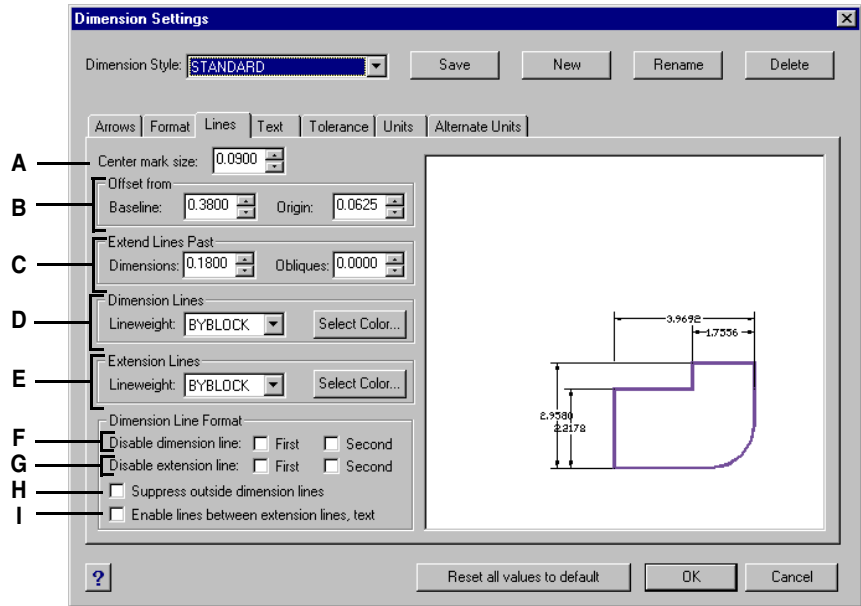 Dimension Settings
Dimension Style: STANDARD Save New Rename Delete
Arrows Format Lines Text Tolerance Units Alternate Units
A Center mark size: 0.0900
Offset from
B Baseline: 0.3800 Origin: 0.0625
Extend Lines Past
C Dimensions: 0.1800 Obliques: 0.0000
Dimension Lines
D Lineweight: BYBLOCK Select Color...
Extension Lines
E Lineweight: BYBLOCK Select Color...
Dimension Line Format
F Disable dimension line: First Second
G Disable extension line: First Second
H Suppress outside dimension lines
I Enable lines between extension lines, text
3.9692
1.7556
2.9580
2.2178
? Reset all values to default OK Cancel